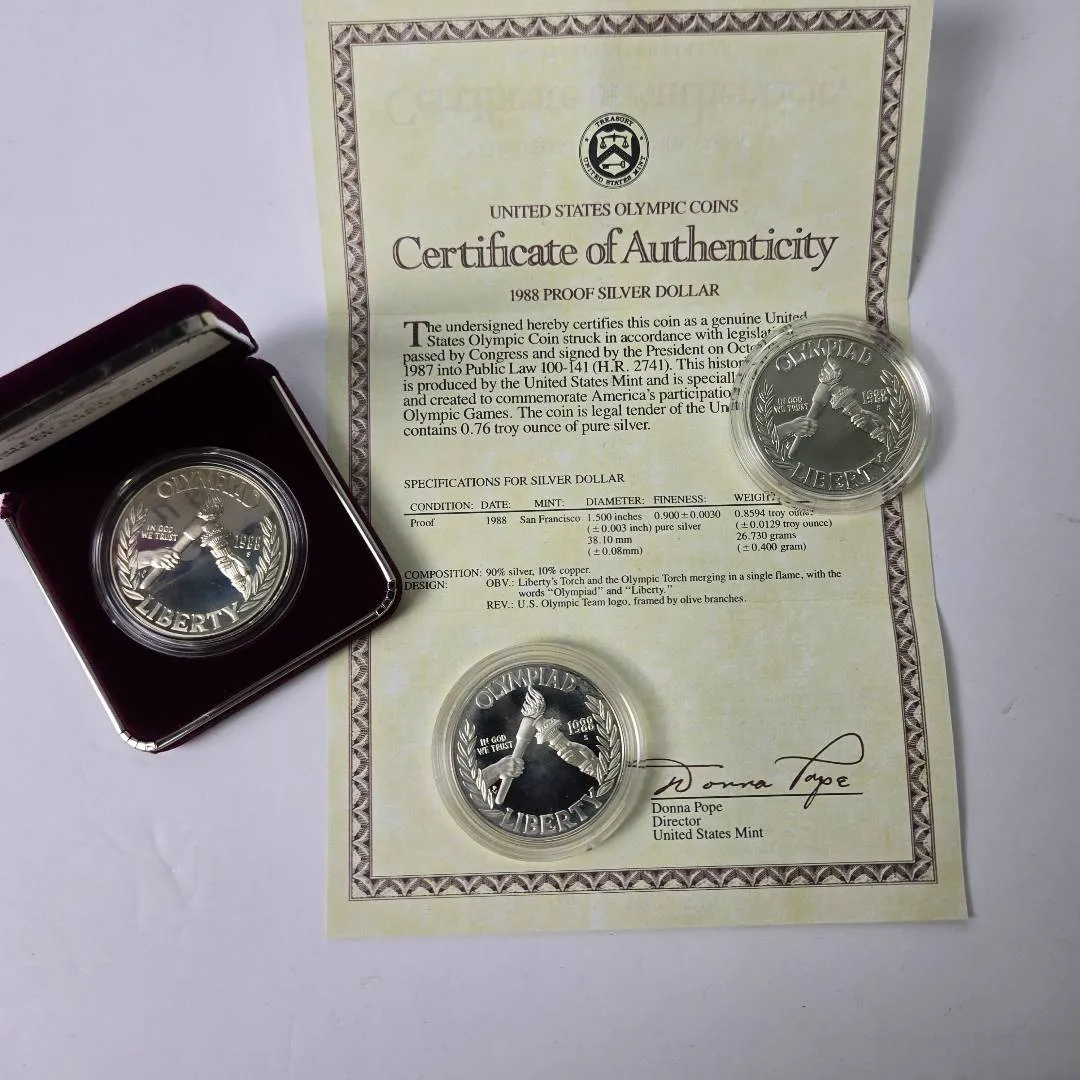 TREASURY
UNITED STATES MINT
UNITED STATES OLYMPIC COINS
Certificate of Authenticity
1988 PROOF SILVER DOLLAR
The undersigned hereby certifies this coin as a genuine United
States Olympic Coin struck in accordance with
passed by Congress and signed by the President on
1987 into Public Law 100-141 (H.R. 2741). This
is produced by the United States Mint and is
and created to commemorate America's
Olympic Games. The coin is legal tender of the
contains 0.76 troy ounce of pure silver.
SPECIFICATIONS FOR SILVER DOLLAR
CONDITION: DATE: MINT: DIAMETER: FINENESS: WEIGHT:
Proof 1988 San Francisco 1.500 inches 0.900±0.0030 0.8594 troy ounce
(±0.003 inch) pure silver (±0.0129 troy ounce)
38.10 mm 26.730 grams
(±0.08mm) (±0.400 gram)
COMPOSITION: 90% silver, 10% copper.
DESIGN: OBV.: Liberty's Torch and the Olympic Torch merging in a single flame, with the
words "Olympiad" and "Liberty."
REV.: U.S. Olympic Team logo, framed by olive branches.
Donna Pope
Donna Pope
Director
United States Mint
OLYMPIAD
IN GOD
WE TRUST
1988
S
LIBERTY
OLYMPIAD
IN GOD
WE TRUST
1988
S
LIBERTY
OLYMPIAD
IN GOD
WE TRUST
1988
S
LIBERTY